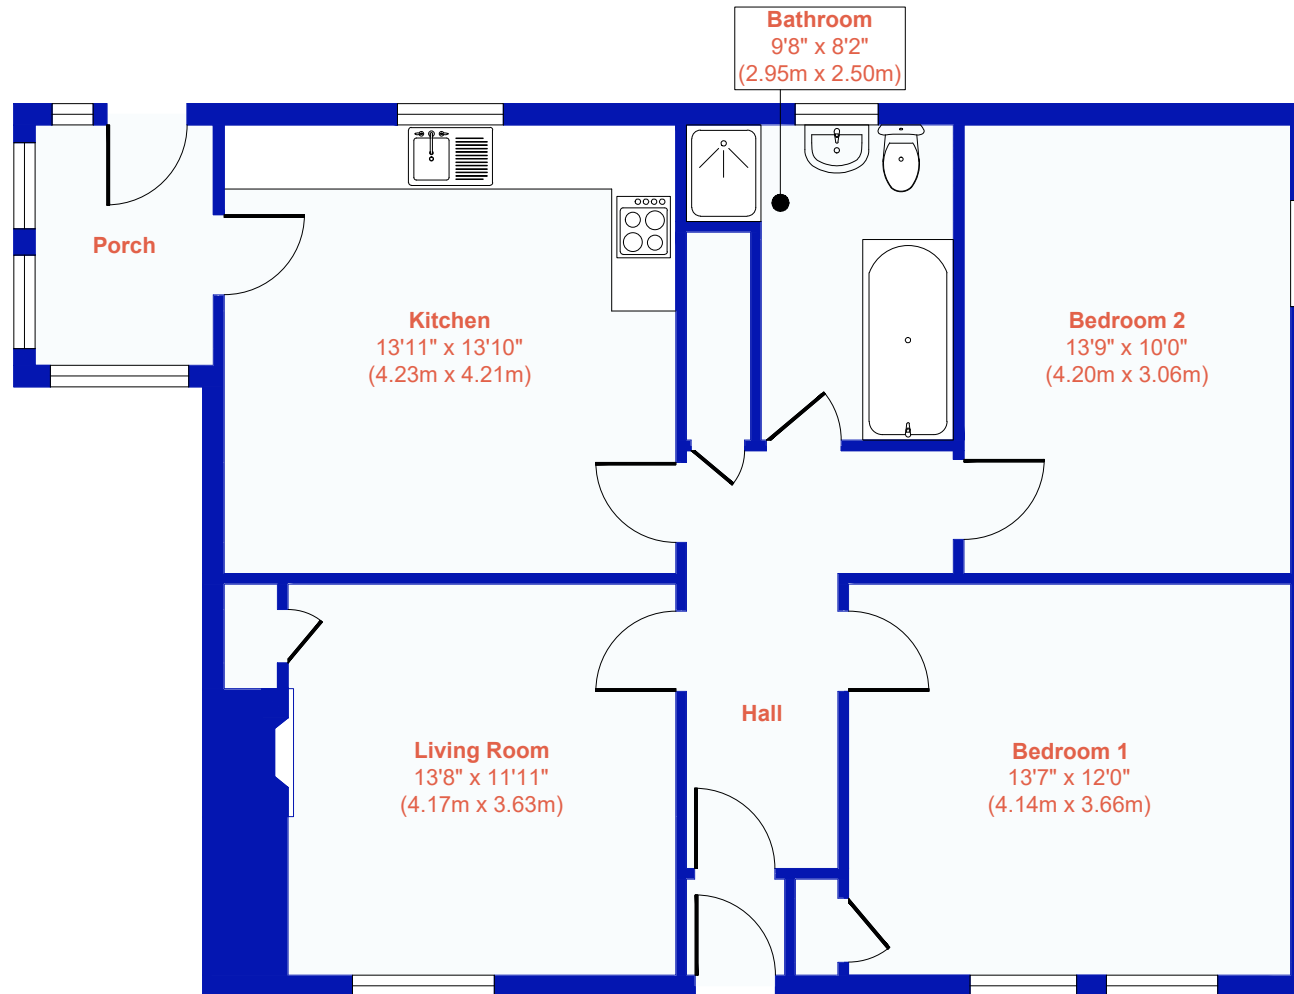 Bathroom
9'8" x 8'2"
(2.95m x 2.50m)
Porch
Kitchen
13'11" x 13'10"
(4.23m x 4.21m)
Bedroom 2
13'9" x 10'0"
(4.20m x 3.06m)
Hall
Living Room
13'8" x 11'11"
(4.17m x 3.63m)
Bedroom 1
13'7" x 12'0"
(4.14m x 3.66m)